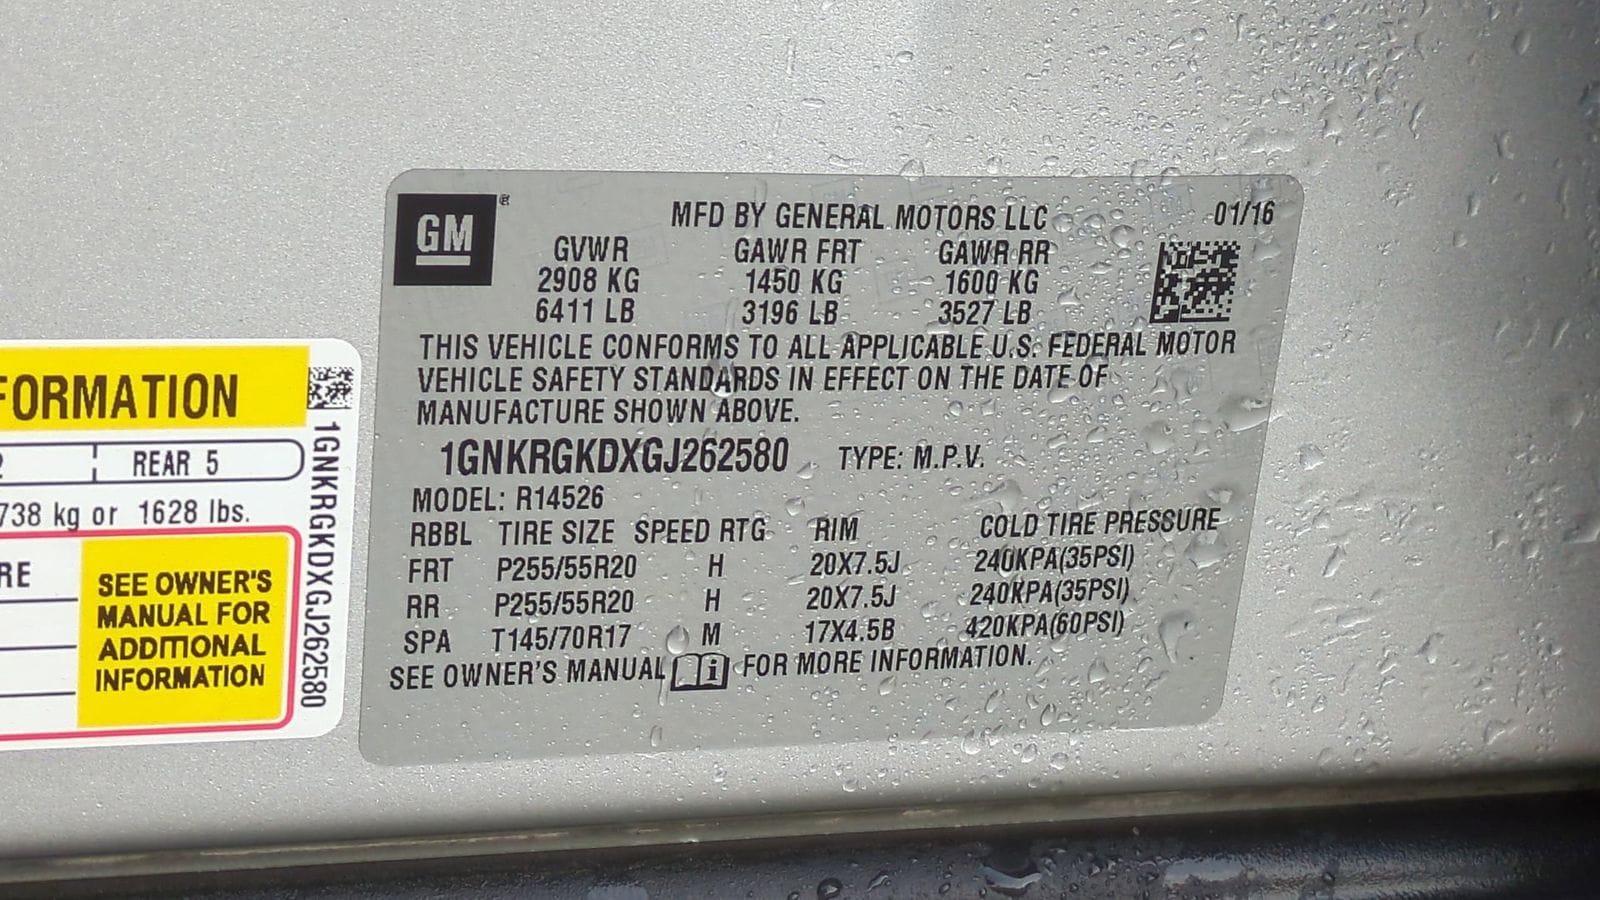 FORMATION
2 REAR 5
738 kg or 1628 lbs.
RE
SEE OWNER'S
MANUAL FOR
ADDITIONAL
INFORMATION
1GNKRGKDXGJ262580
GM ®
MFD BY GENERAL MOTORS LLC 01/16
GVWR GAWR FRT GAWR RR
2908 KG 1450 KG 1600 KG
6411 LB 3196 LB 3527 LB
THIS VEHICLE CONFORMS TO ALL APPLICABLE U.S. FEDERAL MOTOR
VEHICLE SAFETY STANDARDS IN EFFECT ON THE DATE OF
MANUFACTURE SHOWN ABOVE.
1GNKRGKDXGJ262580 TYPE: M.P.V.
MODEL: R14526
RBBL TIRE SIZE SPEED RTG RIM COLD TIRE PRESSURE
FRT P255/55R20 H 20X7.5J 240KPA(35PSI)
RR P255/55R20 H 20X7.5J 240KPA(35PSI)
SPA T145/70R17 M 17X4.5B 420KPA(60PSI)
SEE OWNER'S MANUAL i FOR MORE INFORMATION.